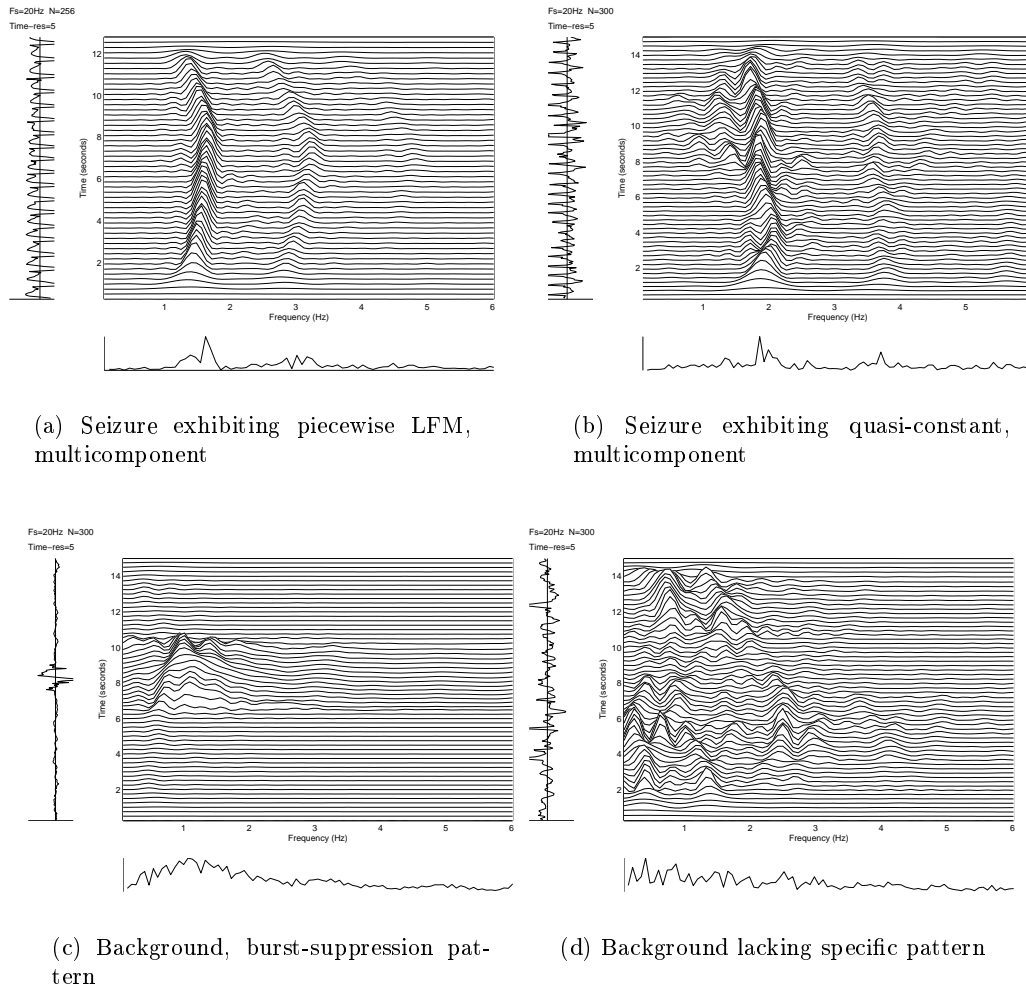 Fs=20Hz N=256
Time-res=5
12
10
8
6
4
2
Time (seconds)
1 2 3 4 5 6
Frequency (Hz)
(a) Seizure exhibiting piecewise LFM,
multicomponent
Fs=20Hz N=300
Time-res=5
14
12
10
8
6
4
2
Time (seconds)
1 2 3 4 5
Frequency (Hz)
(b) Seizure exhibiting quasi-constant,
multicomponent
Fs=20Hz N=300
Time-res=5
14
12
10
8
6
4
2
Time (seconds)
1 2 3 4 5 6
Frequency (Hz)
(c) Background, burst-suppression pat-
tern
Fs=20Hz N=300
Time-res=5
14
12
10
8
6
4
2
Time (seconds)
1 2 3 4 5 6
Frequency (Hz)
(d) Background lacking specific pattern